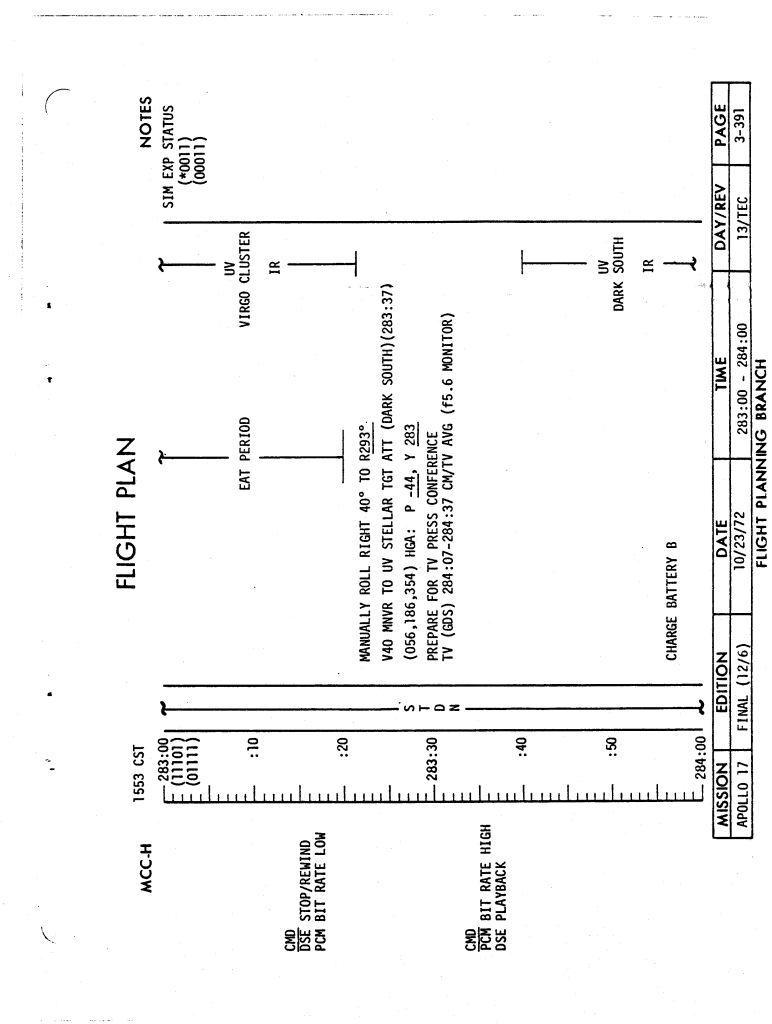 FLIGHT PLAN
MCC-H
1553 CST
NOTES
283:00
(11101)
(01111)
:10
:20
283:30
:40
:50
284:00
CMD
DSE STOP/REWIND
PCM BIT RATE LOW
CMD
PCM BIT RATE HIGH
DSE PLAYBACK
S
T
D
N
EAT PERIOD
MANUALLY ROLL RIGHT 40° TO R293°
V40 MNVR TO UV STELLAR TGT ATT (DARK SOUTH)(283:37)
(056,186,354) HGA: P -44, Y 283
PREPARE FOR TV PRESS CONFERENCE
TV (GDS) 284:07-284:37 CM/TV AVG (f5.6 MONITOR)
CHARGE BATTERY B
UV
VIRGO CLUSTER
IR
UV
DARK SOUTH
IR
SIM EXP STATUS
(*0011)
(00011)
MISSION EDITION DATE TIME DAY/REV PAGE
APOLLO 17 FINAL (12/6) 10/23/72 283:00 - 284:00 13/TEC 3-391
FLIGHT PLANNING BRANCH